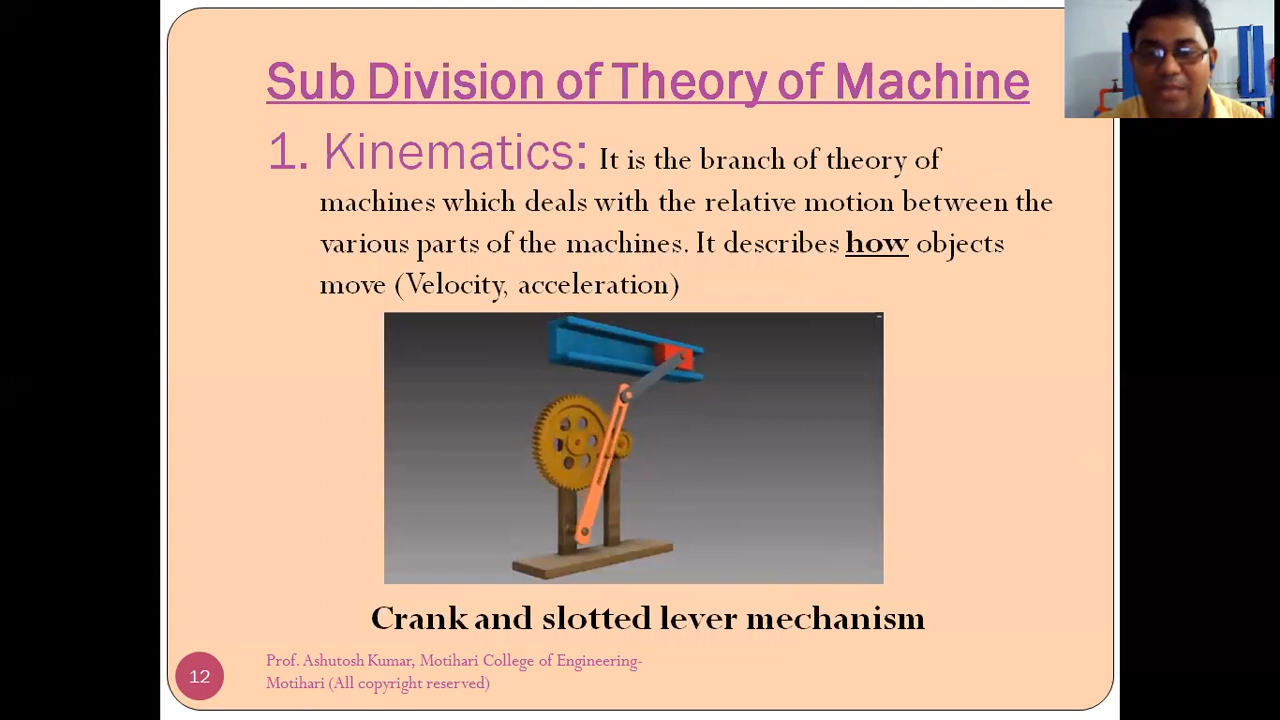 Sub Division of Theory of Machine
1. Kinematics: It is the branch of theory of
machines which deals with the relative motion between the
various parts of the machines. It describes how objects
move (Velocity, acceleration)
Crank and slotted lever mechanism
Prof. Ashutosh Kumar, Motihari College of Engineering-
Motihari (All copyright reserved)
12